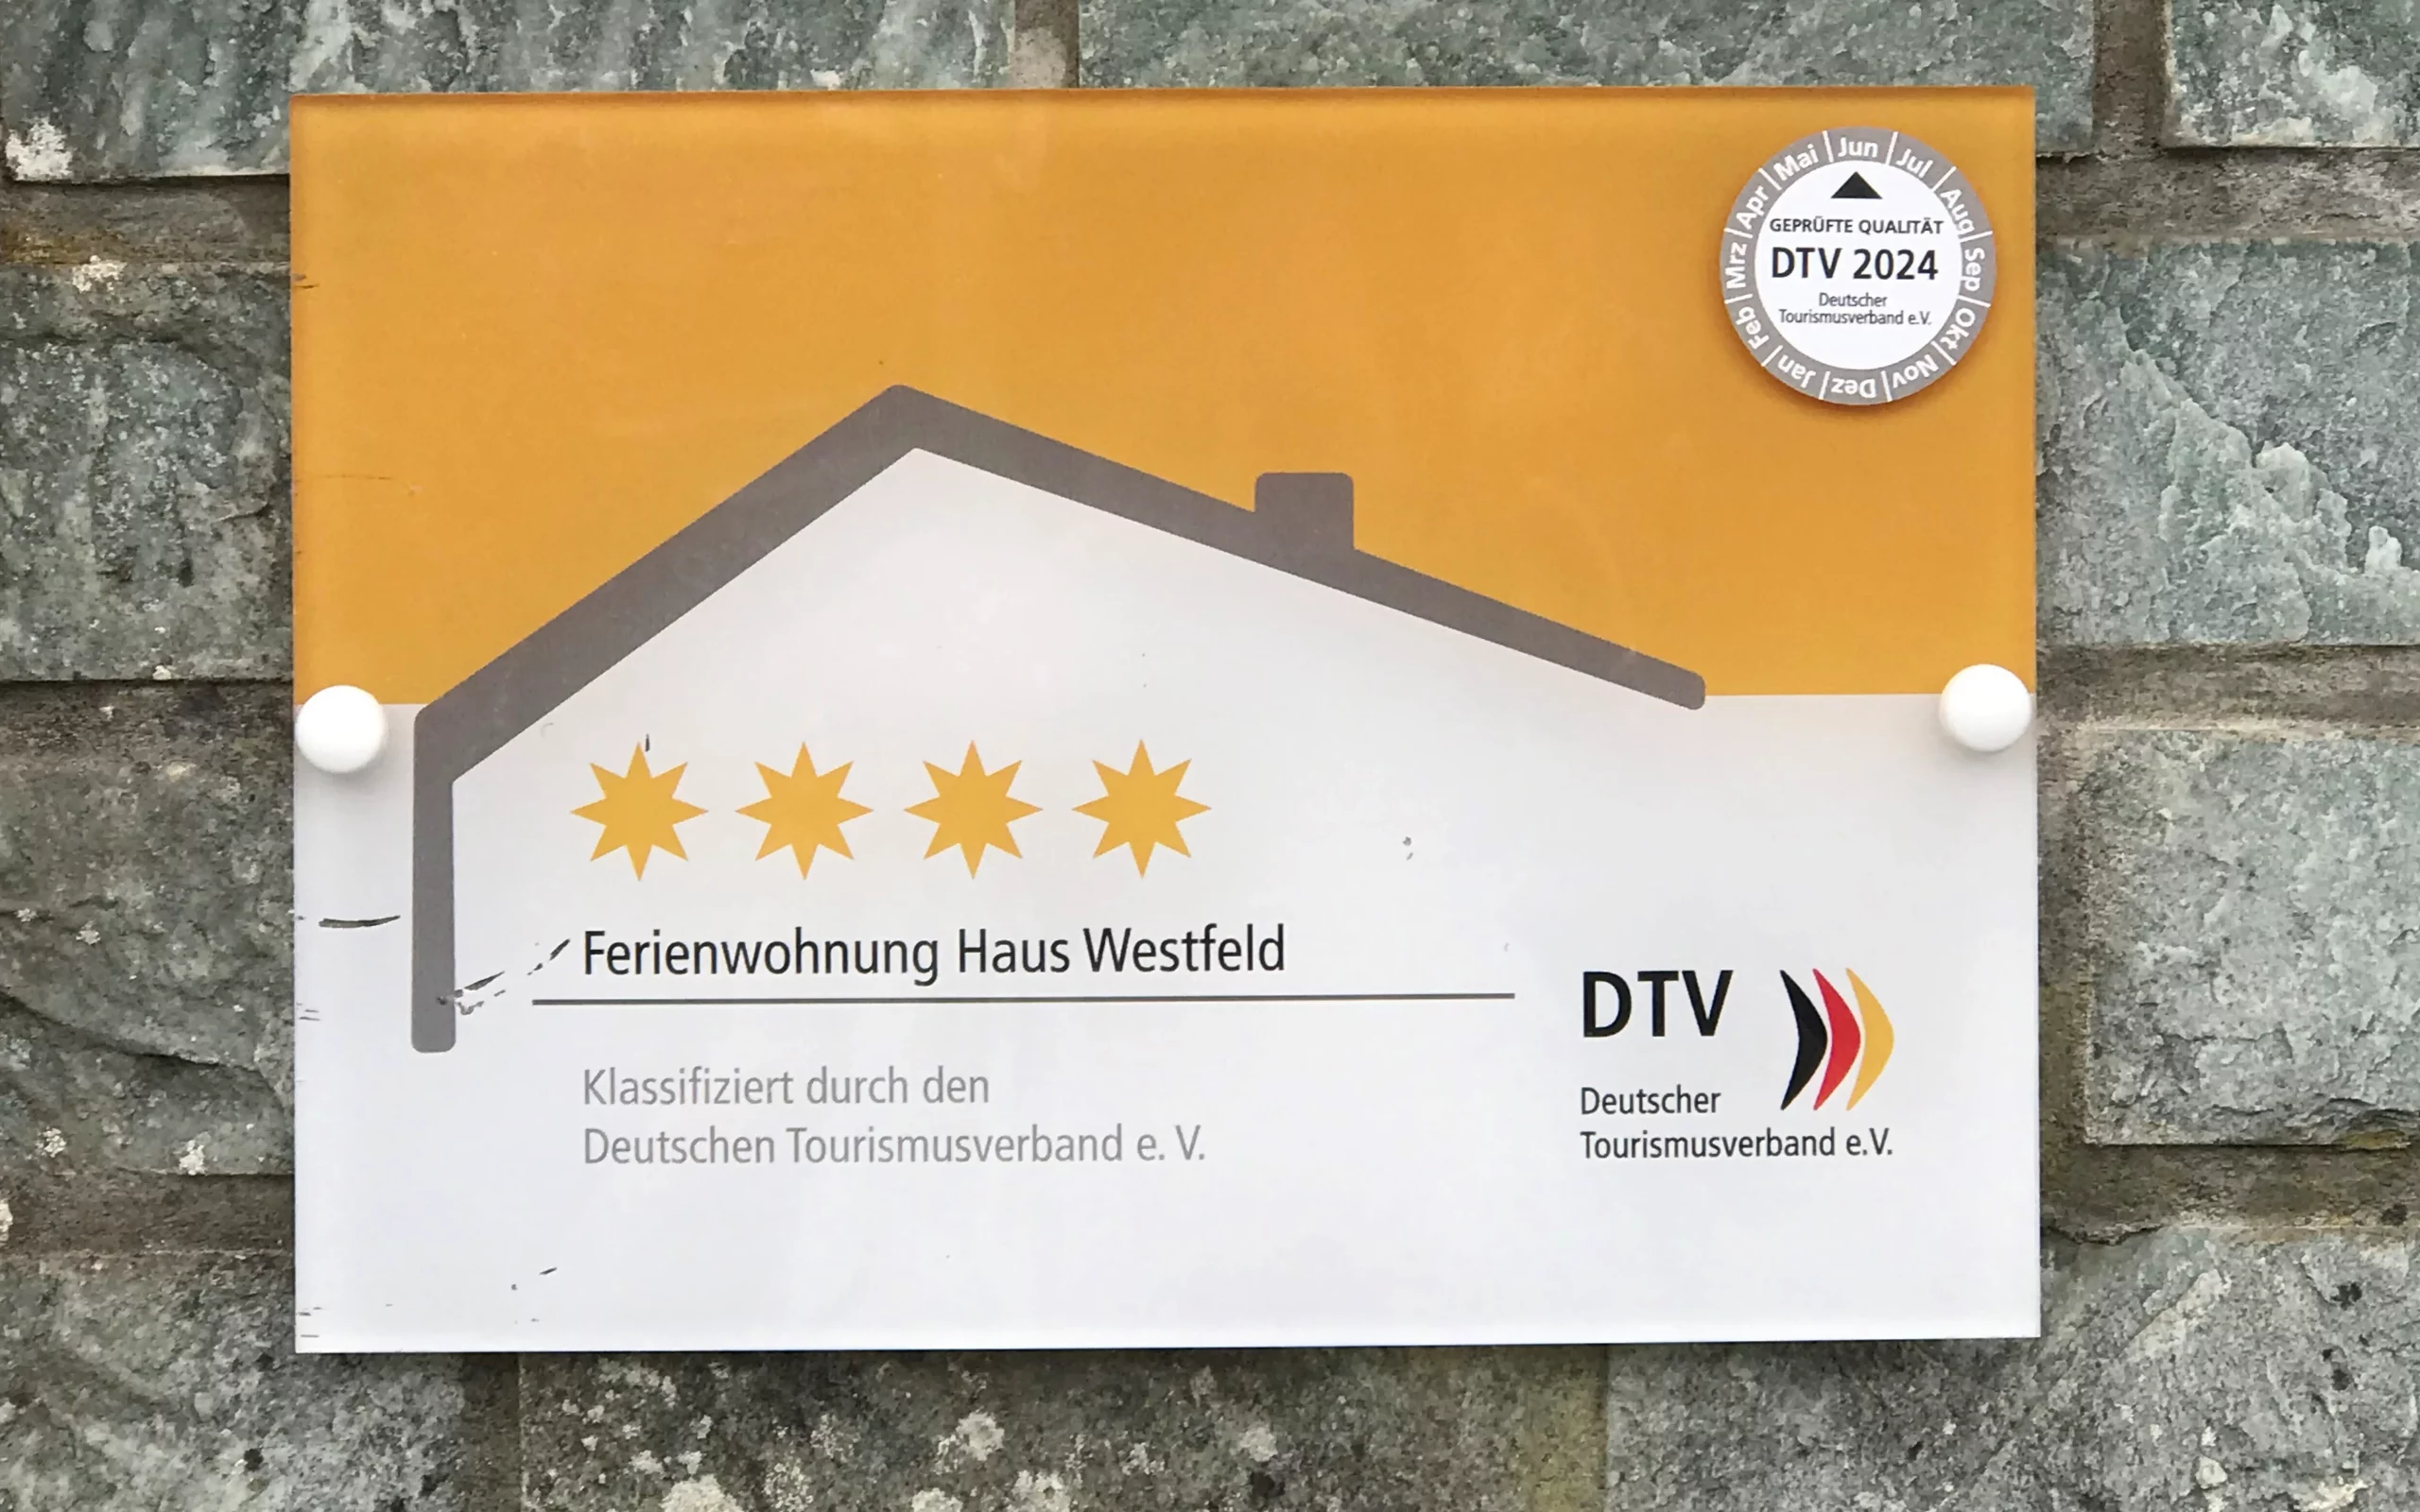 Jan | Feb | Mrz | Apr | Mai | Jun | Jul | Aug | Sep | Okt | Nov | Dez
GEPRÜFTE QUALITÄT
DTV 2024
Deutscher
Tourismusverband e.V.
Ferienwohnung Haus Westfeld
Klassifiziert durch den
Deutschen Tourismusverband e. V.
DTV
Deutscher
Tourismusverband e.V.